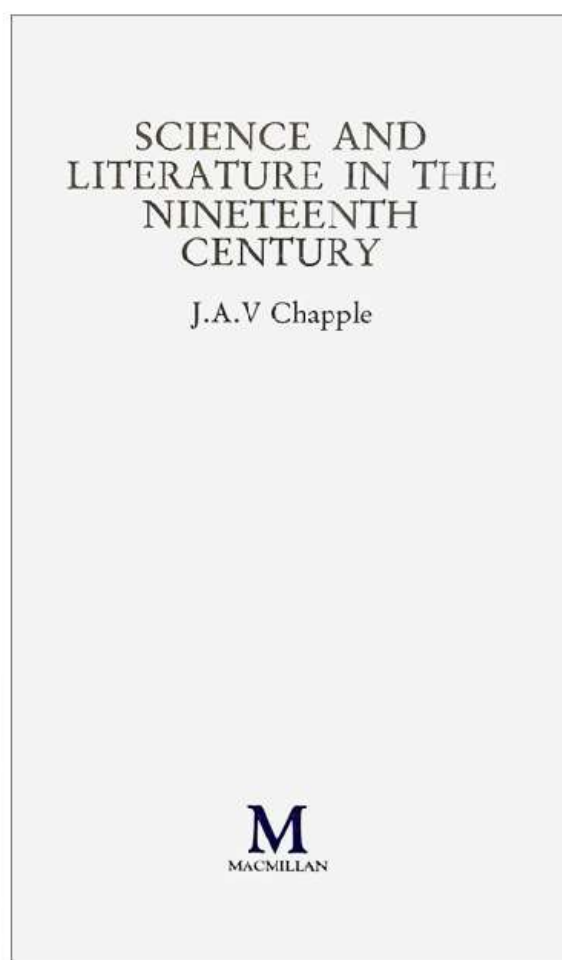 SCIENCE AND
LITERATURE IN THE
NINETEENTH
CENTURY
J.A.V Chapple
M
MACMILLAN